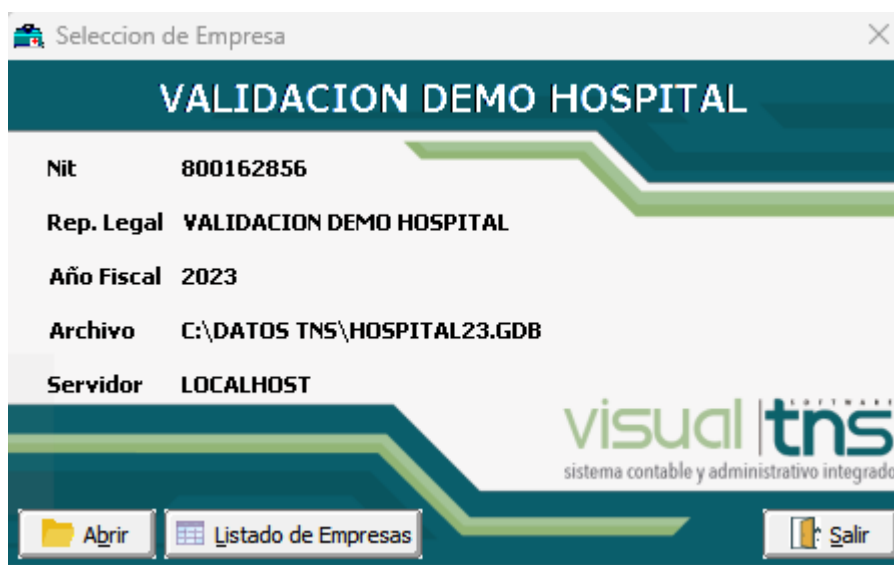 Seleccion de Empresa
VALIDACION DEMO HOSPITAL
Nit 800162856
Rep. Legal VALIDACION DEMO HOSPITAL
Año Fiscal 2023
Archivo C:\DATOS TNS\HOSPITAL23.GDB
Servidor LOCALHOST
SOFTWARE
visual tns
sistema contable y administrativo integrado
Abrir Listado de Empresas Salir